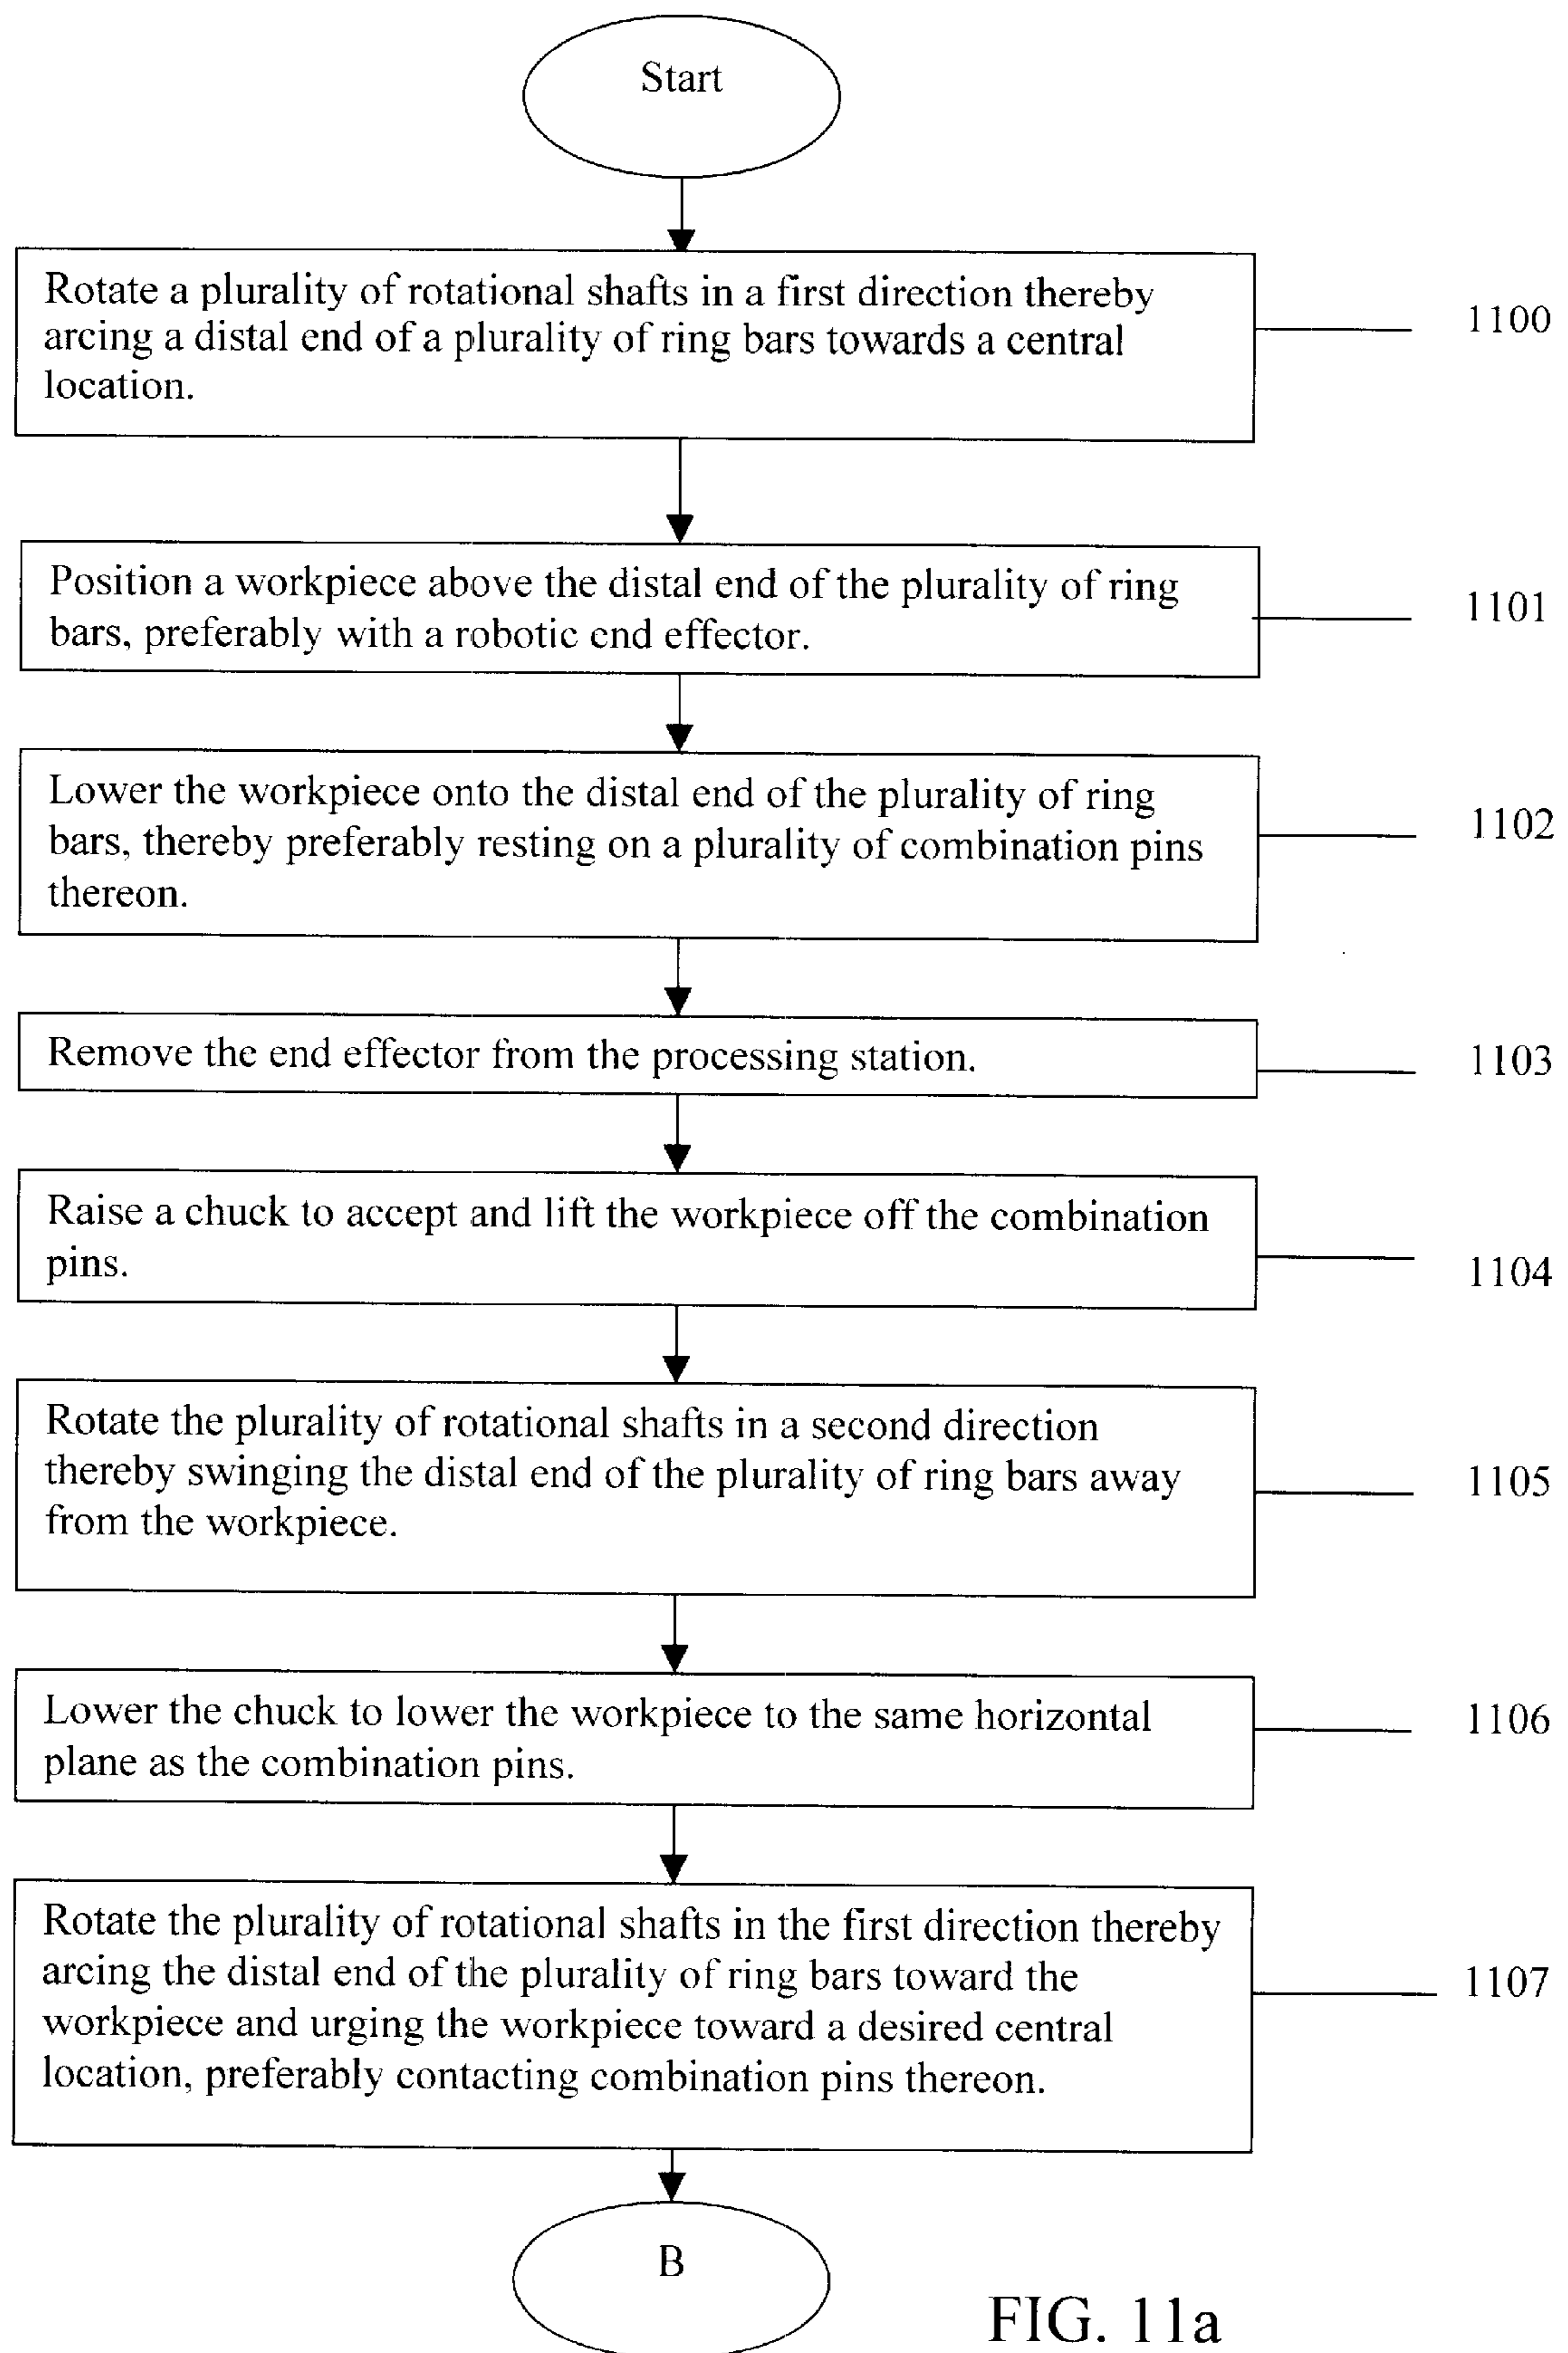 Start
Rotate a plurality of rotational shafts in a first direction thereby
arcing a distal end of a plurality of ring bars towards a central
location.
1100
Position a workpiece above the distal end of the plurality of ring
bars, preferably with a robotic end effector.
1101
Lower the workpiece onto the distal end of the plurality of ring
bars, thereby preferably resting on a plurality of combination pins
thereon.
1102
Remove the end effector from the processing station.
1103
Raise a chuck to accept and lift the workpiece off the combination
pins.
1104
Rotate the plurality of rotational shafts in a second direction
thereby swinging the distal end of the plurality of ring bars away
from the workpiece.
1105
Lower the chuck to lower the workpiece to the same horizontal
plane as the combination pins.
1106
Rotate the plurality of rotational shafts in the first direction thereby
arcing the distal end of the plurality of ring bars toward the
workpiece and urging the workpiece toward a desired central
location, preferably contacting combination pins thereon.
1107
B
FIG. 11a